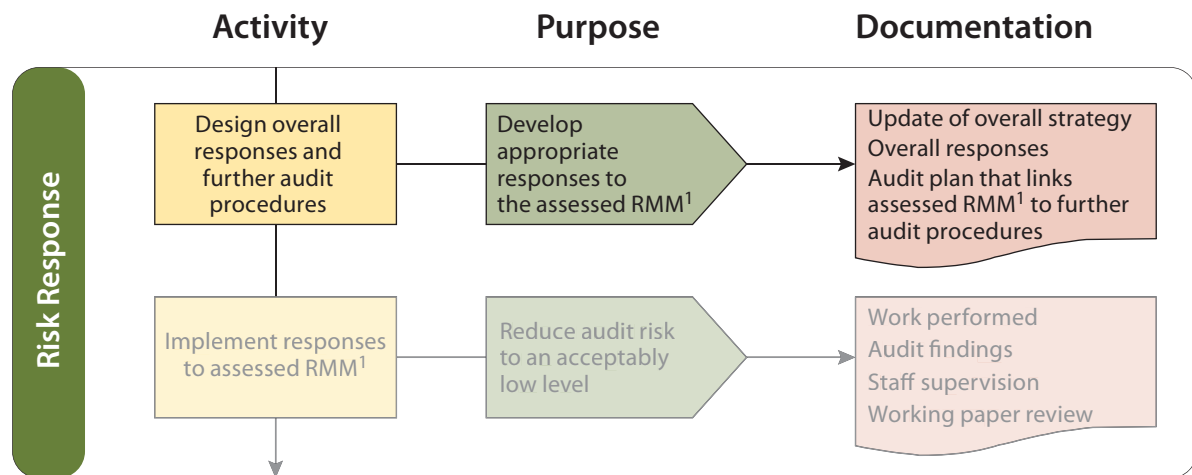 Activity
Purpose
Documentation
Risk Response
Design overall
responses and
further audit
procedures
Develop
appropriate
responses to
the assessed RMM¹
Update of overall strategy
Overall responses
Audit plan that links
assessed RMM¹ to further
audit procedures
Implement responses
to assessed RMM¹
Reduce audit risk
to an acceptably
low level
Work performed
Audit findings
Staff supervision
Working paper review